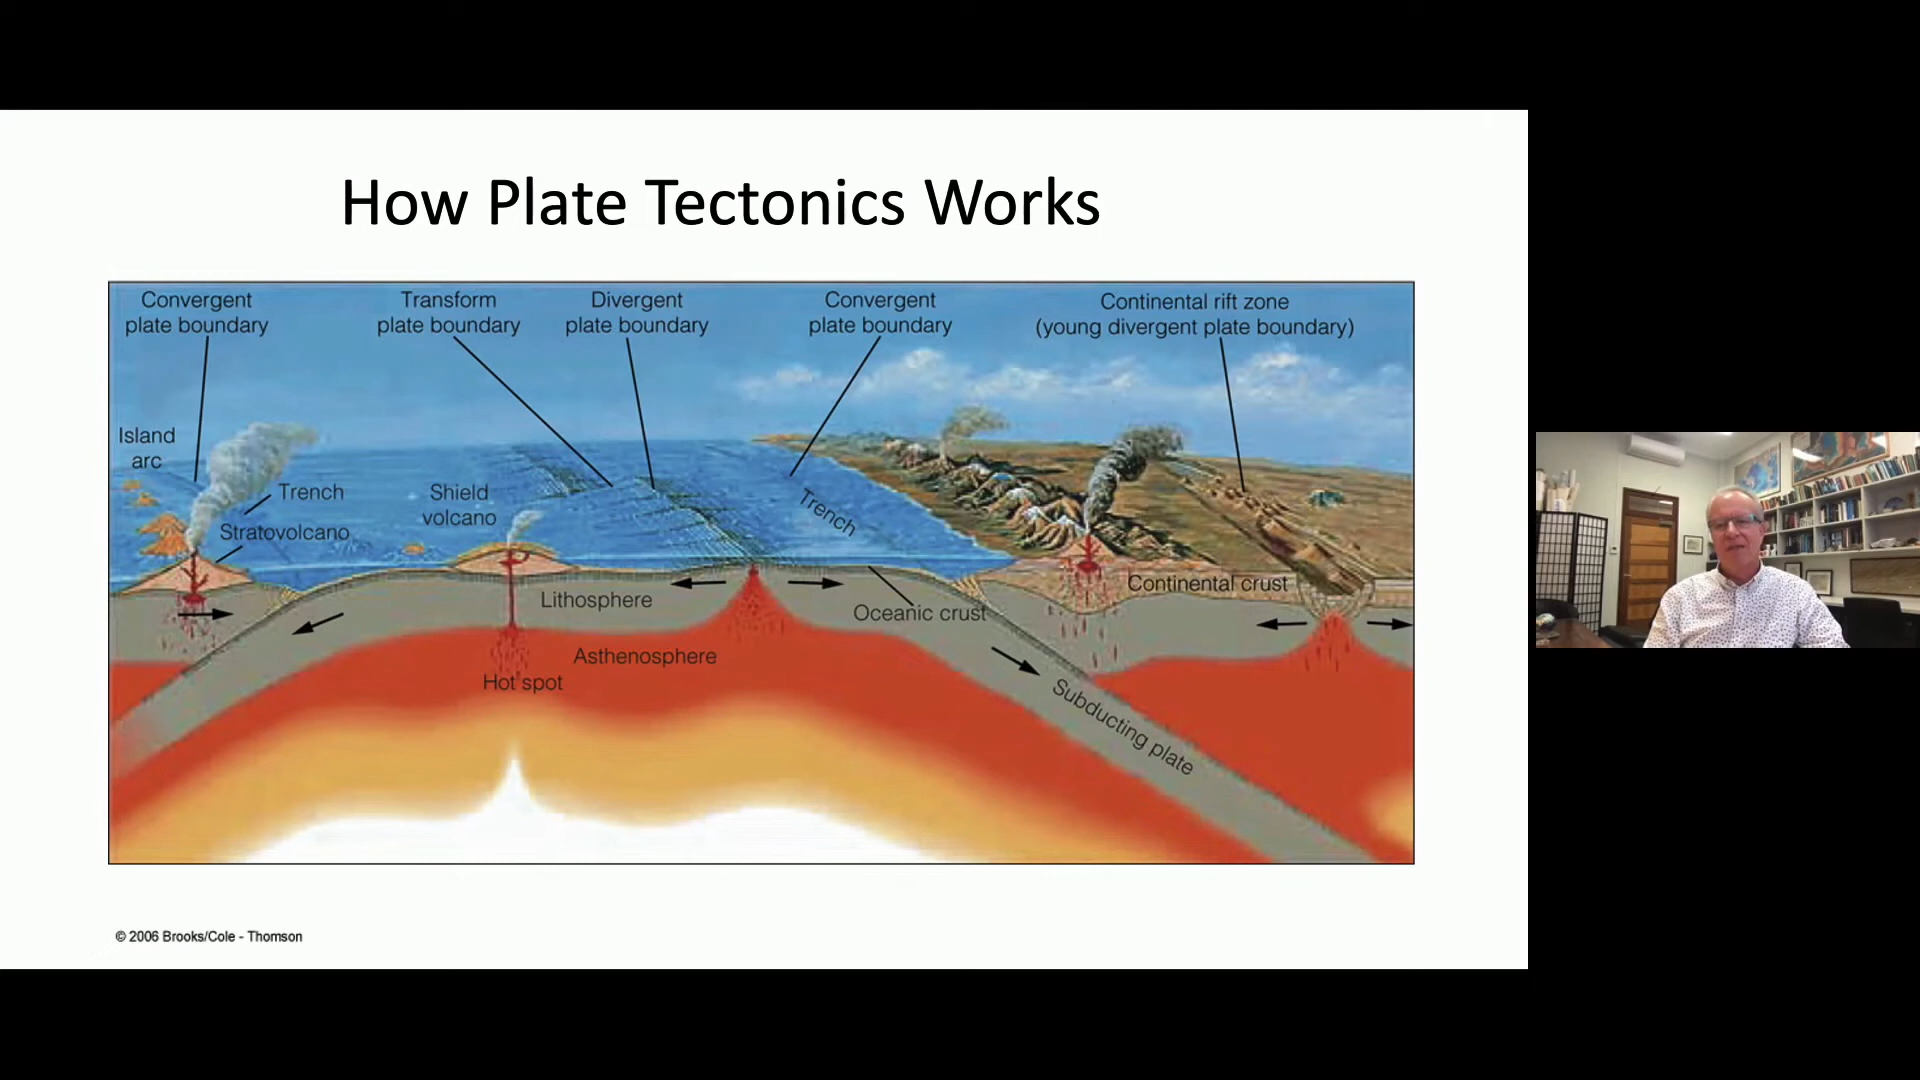 How Plate Tectonics Works
Convergent
plate boundary
Transform
plate boundary
Divergent
plate boundary
Convergent
plate boundary
Continental rift zone
(young divergent plate boundary)
Island
arc
Trench
Stratovolcano
Shield
volcano
Trench
Lithosphere
Oceanic crust
Continental crust
Asthenosphere
Hot spot
Subducting plate
© 2006 Brooks/Cole - Thomson